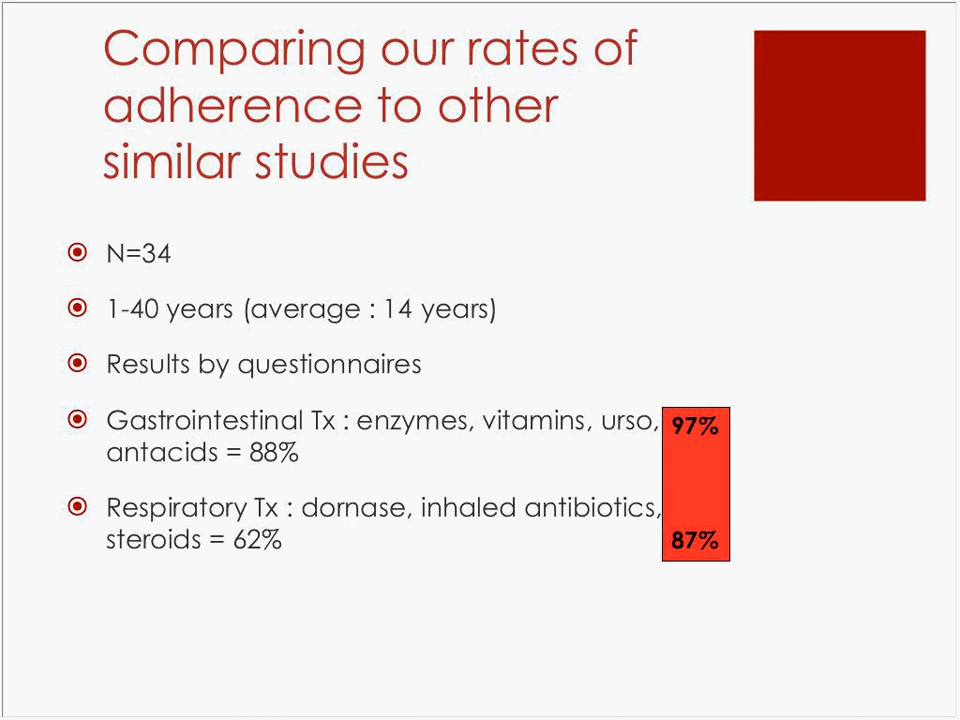 Comparing our rates of
adherence to other
similar studies
N=34
1-40 years (average : 14 years)
Results by questionnaires
Gastrointestinal Tx : enzymes, vitamins, urso,
antacids = 88%
97%
Respiratory Tx : dornase, inhaled antibiotics,
steroids = 62%
87%